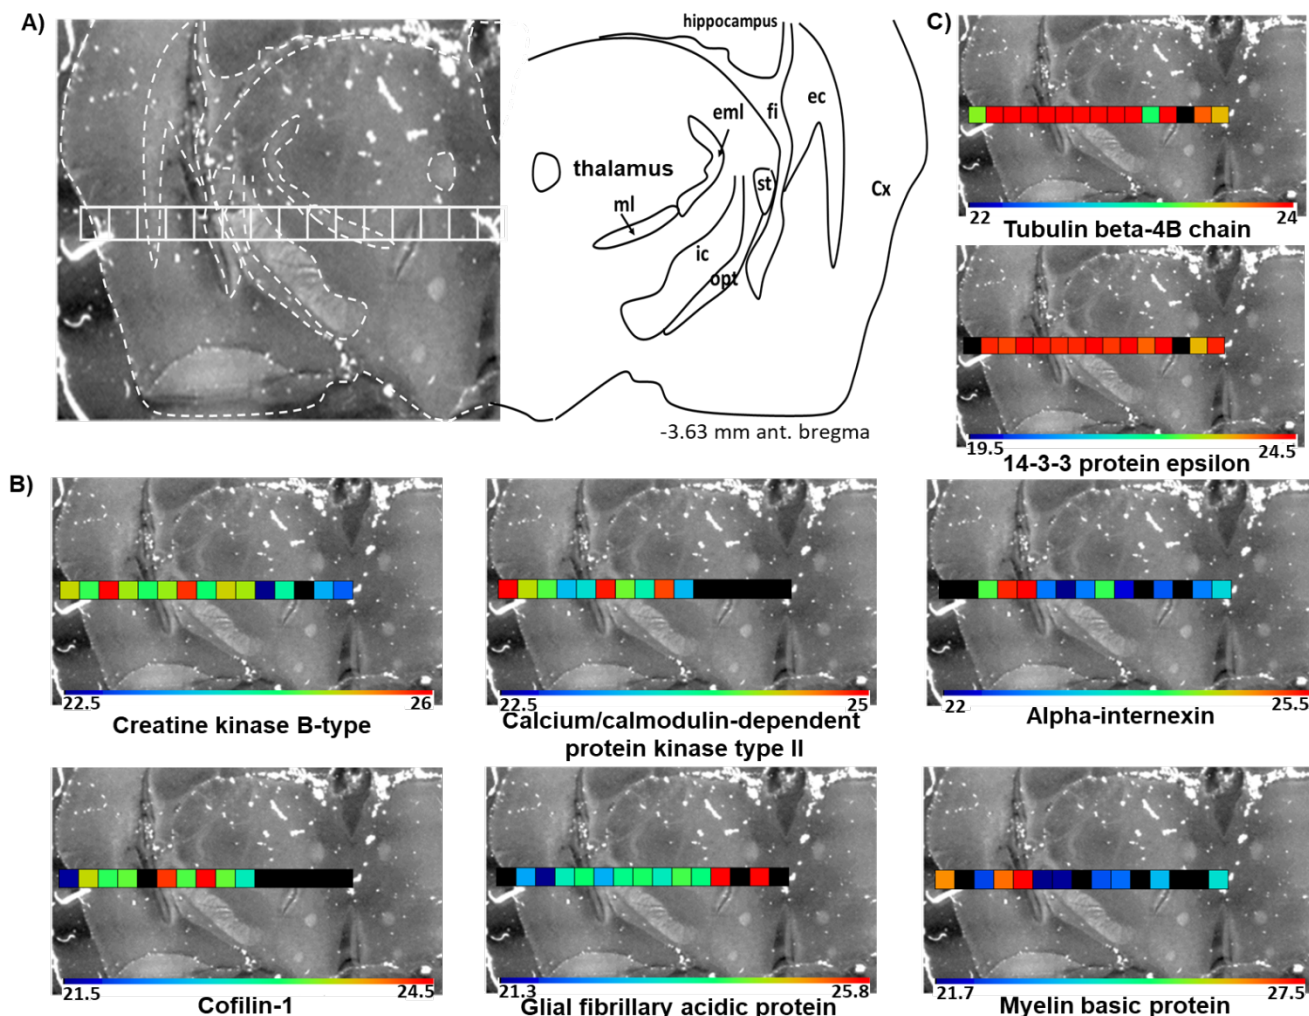 A)
hippocampus
ec
fi
eml
thalamus
st
ml
Cx
ic
opt
-3.63 mm ant. bregma
C)
22 24
Tubulin beta-4B chain
19.5 24.5
14-3-3 protein epsilon
B)
22.5 26
Creatine kinase B-type
22.5 25
Calcium/calmodulin-dependent
protein kinase type II
22 25.5
Alpha-internexin
21.5 24.5
Cofilin-1
21.3 25.8
Glial fibrillary acidic protein
21.7 27.5
Myelin basic protein